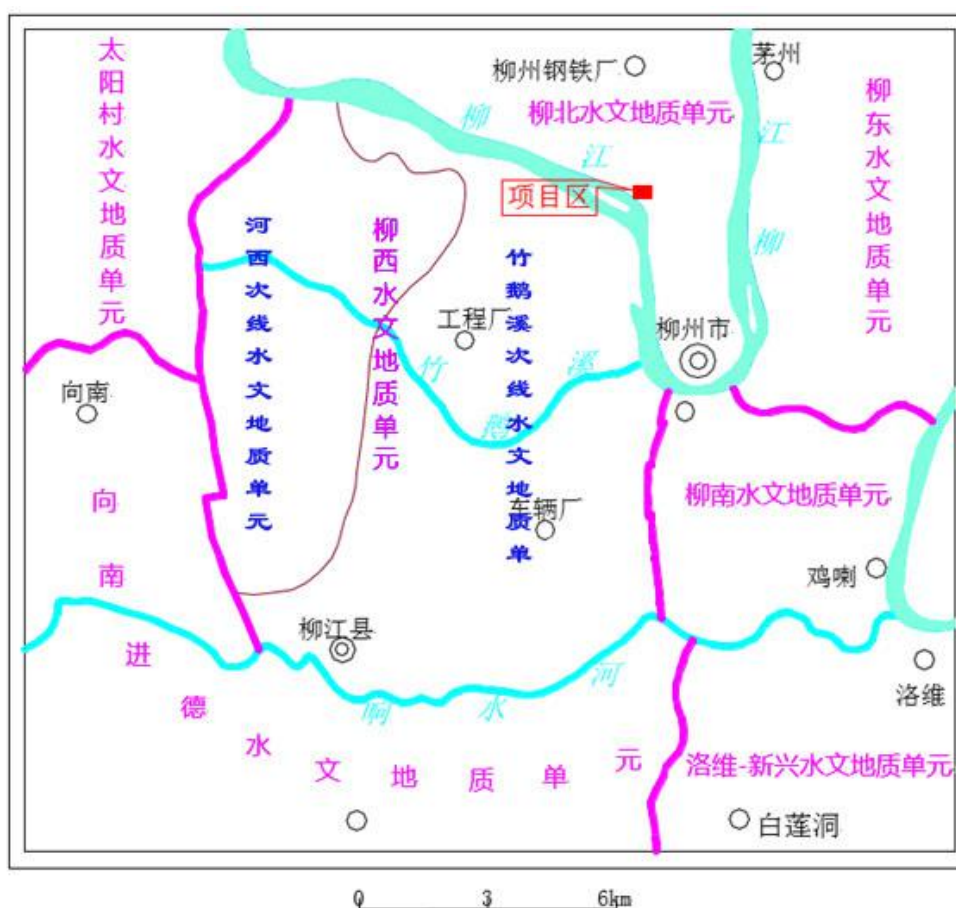 太阳村水文地质单元
柳州钢铁厂
茅州
柳北水文地质单元
柳东水文地质单元
柳江
柳江
项目区
河西次线水文地质单元
柳西水文地质单元
竹鹅溪次线水文地质单
工程厂
柳州市
竹鹅溪
向南
柳南水文地质单元
车辆厂
鸡喇
柳江县
洛维
响水河
向南进德水文地质单元
洛维-新兴水文地质单元
白莲洞
0 3 6km